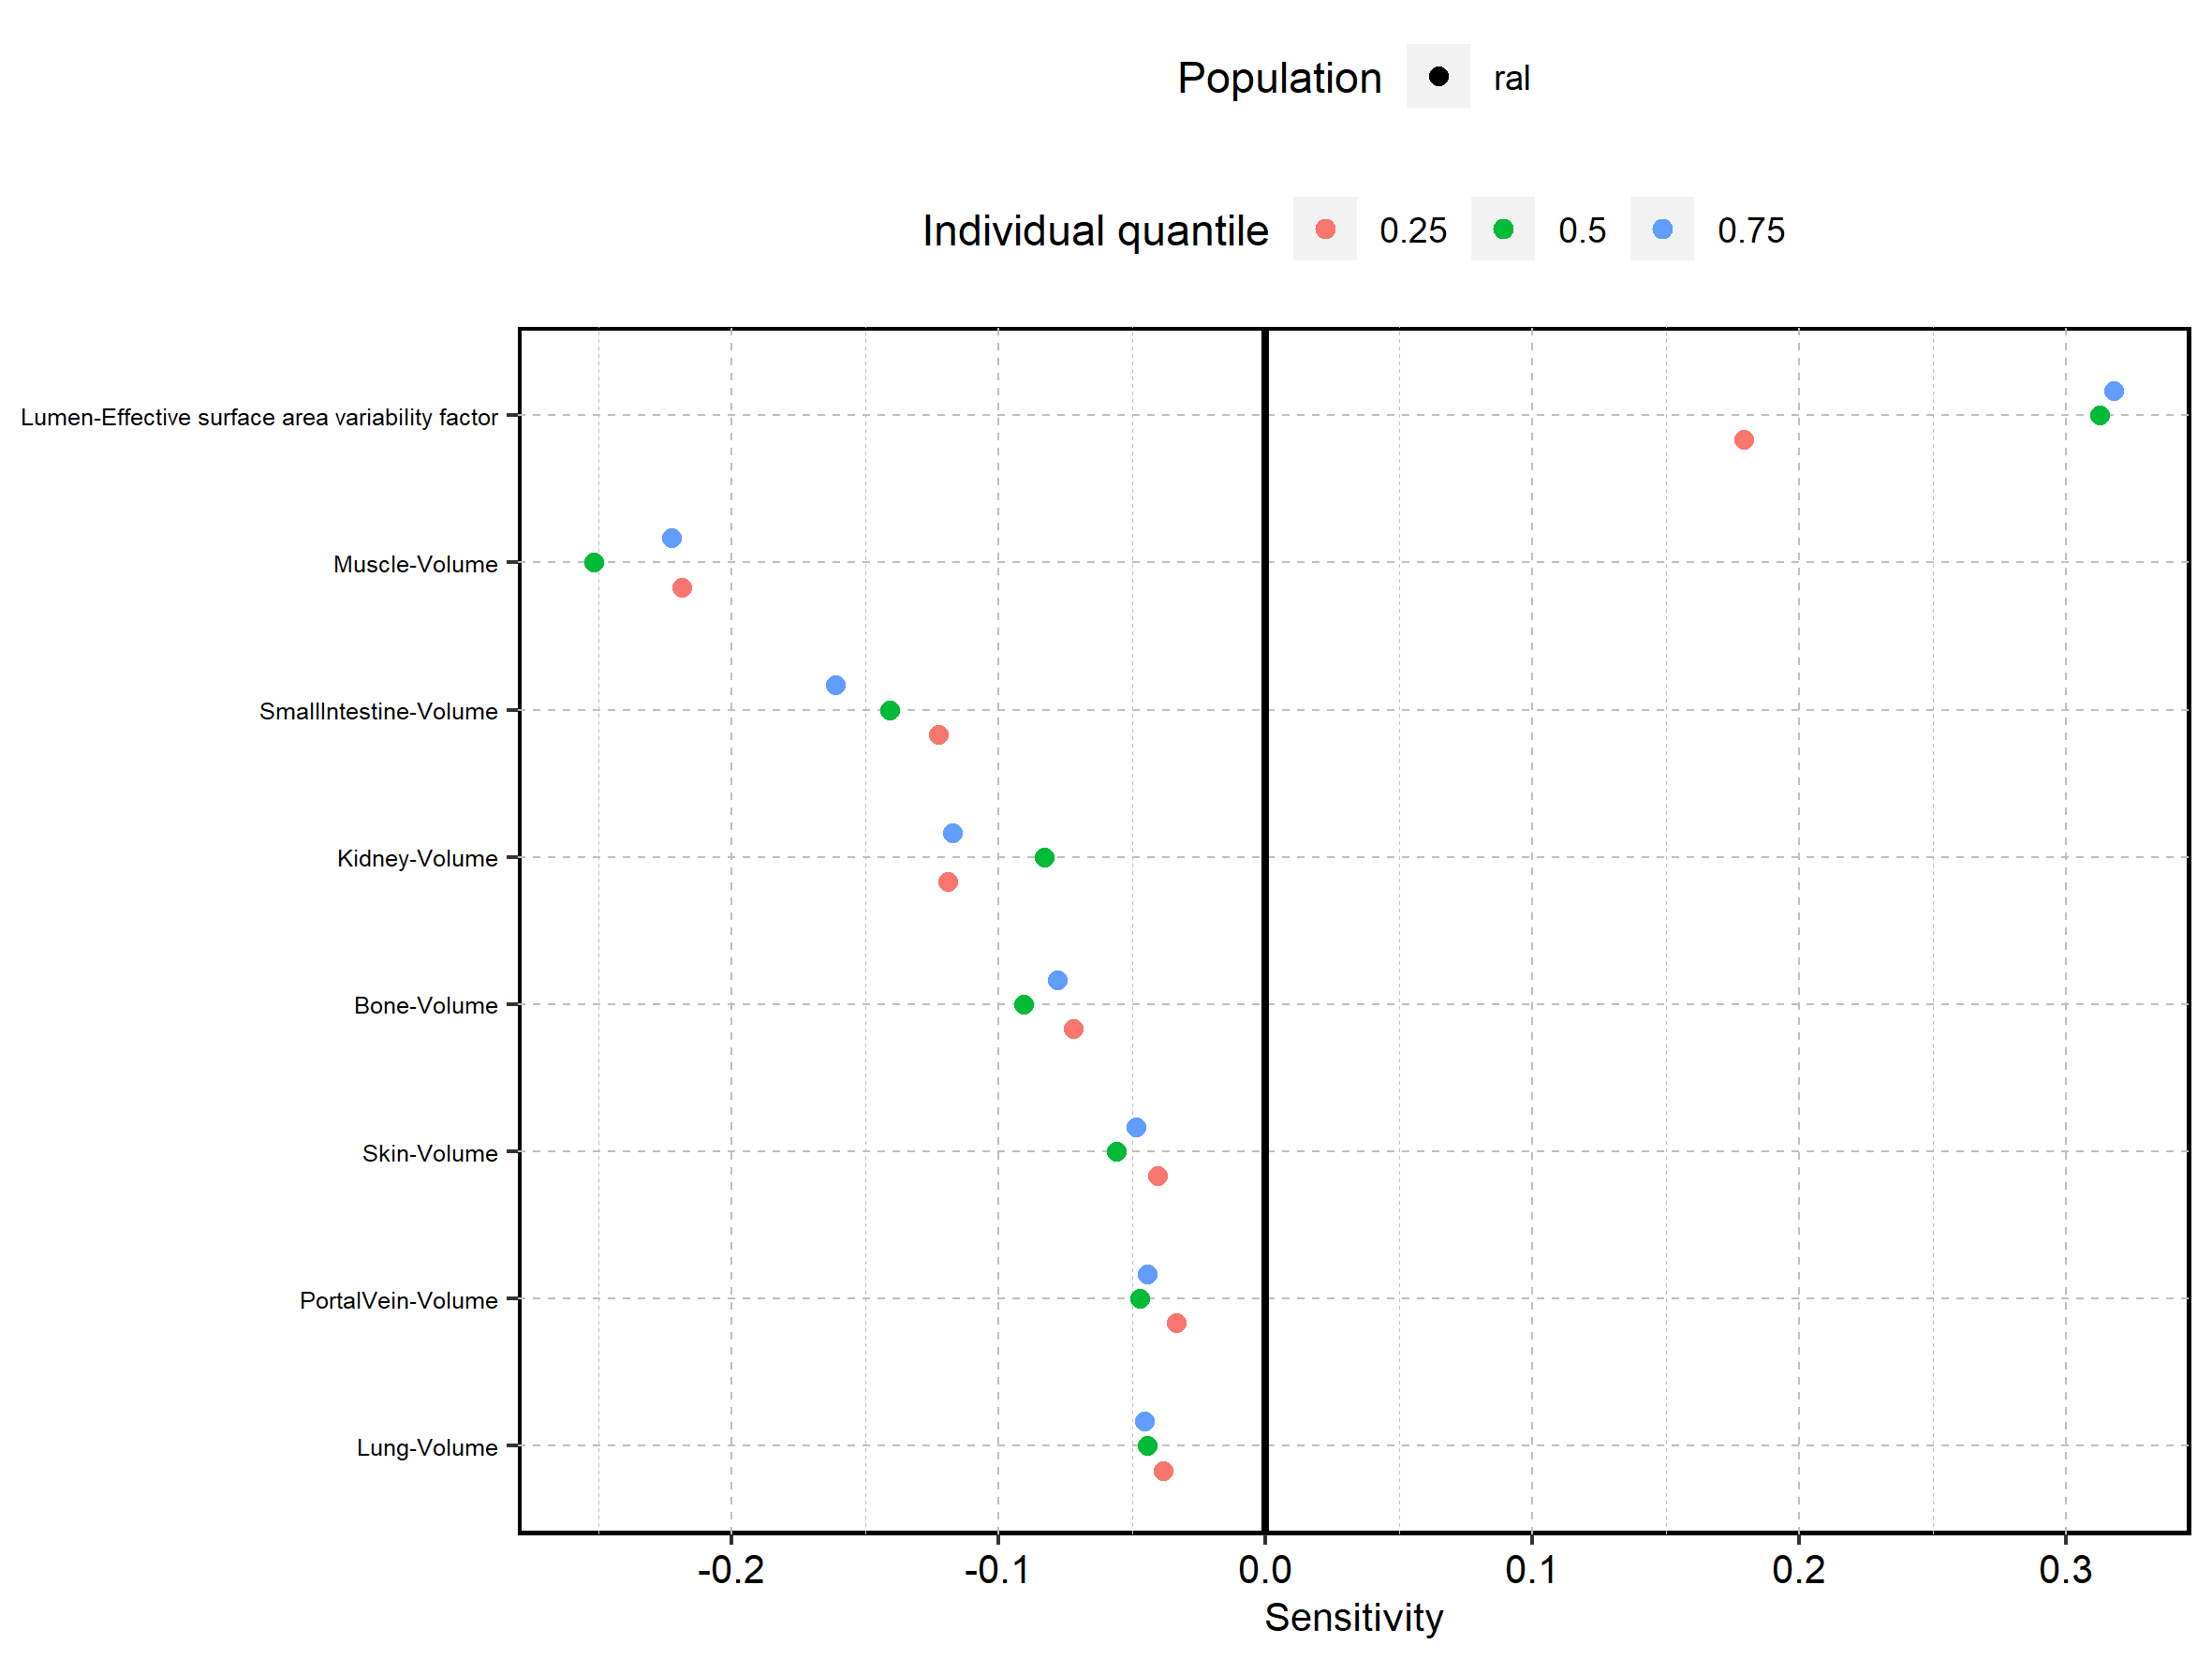 Population ral
Individual quantile 0.25 0.5 0.75
Lumen-Effective surface area variability factor
Muscle-Volume
SmallIntestine-Volume
Kidney-Volume
Bone-Volume
Skin-Volume
PortalVein-Volume
Lung-Volume
-0.2 -0.1 0.0 0.1 0.2 0.3
Sensitivity